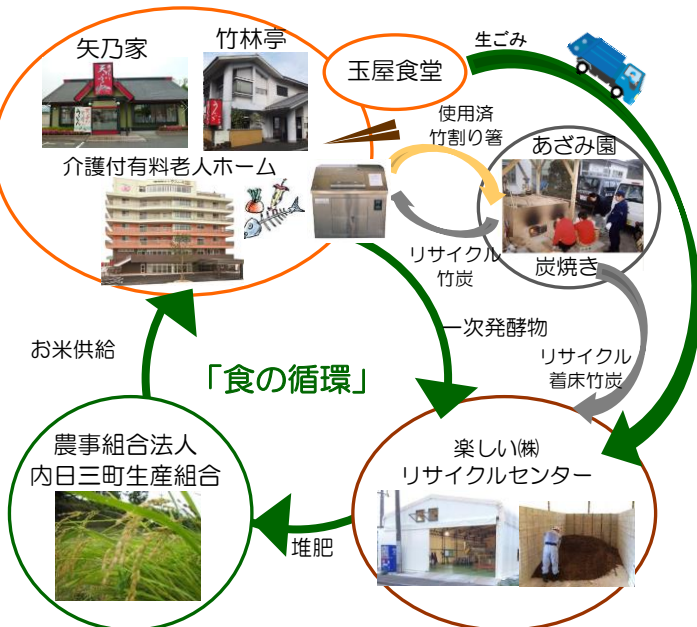 矢乃家
竹林亭
玉屋食堂
生ごみ
使用済
竹割り箸
あざみ園
介護付有料老人ホーム
リサイクル
竹炭
炭焼き
一次発酵物
リサイクル
着床竹炭
お米供給
「食の循環」
農事組合法人
内日三町生産組合
楽しい㈱
リサイクルセンター
堆肥